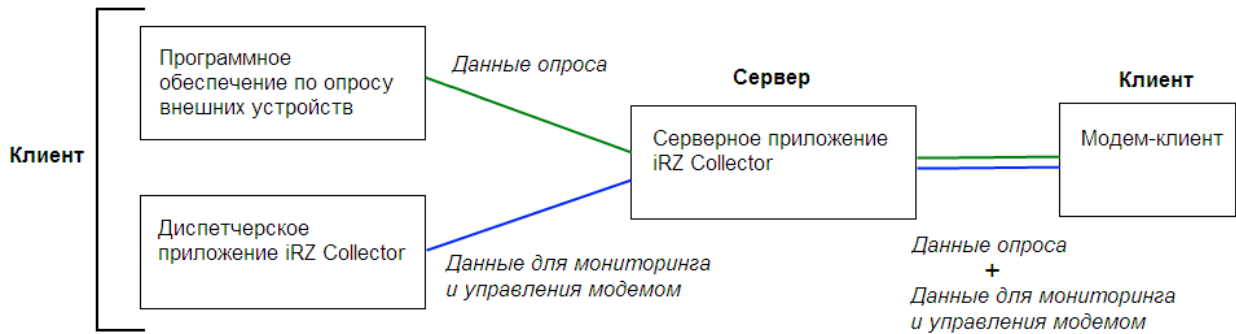 Клиент
Программное
обеспечение по опросу
внешних устройств
Диспетчерское
приложение iRZ Collector
Данные опроса
Данные для мониторинга
и управления модемом
Сервер
Серверное приложение
iRZ Collector
Клиент
Модем-клиент
Данные опроса
+
Данные для мониторинга
и управления модемом